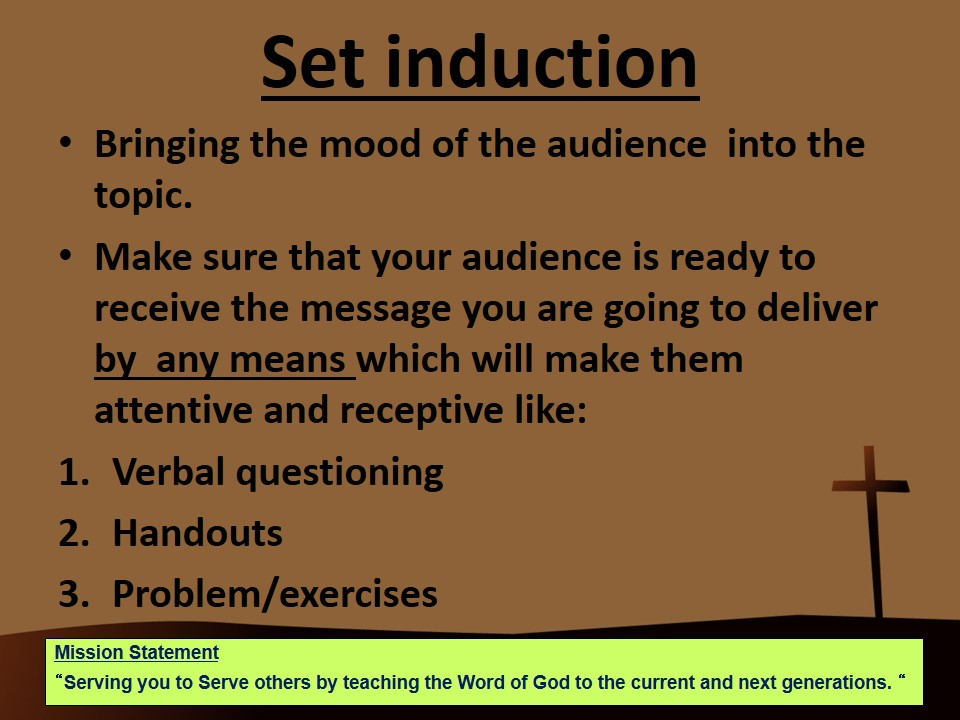 Set induction
• Bringing the mood of the audience  into the
topic.
• Make sure that your audience is ready to
receive the message you are going to deliver
by  any means which will make them
attentive and receptive like:
1. Verbal questioning
2. Handouts
3. Problem/exercises
Mission Statement
“Serving you to Serve others by teaching the Word of God to the current and next generations. “